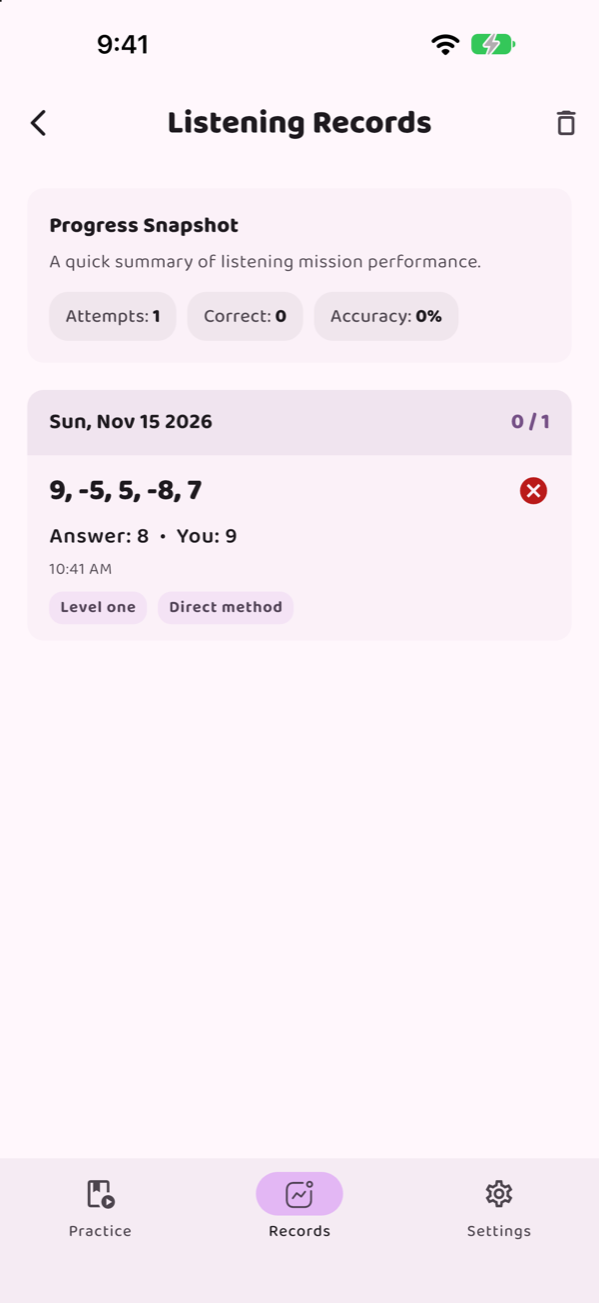 9:41
Listening Records
Progress Snapshot
A quick summary of listening mission performance.
Attempts: 1 Correct: 0 Accuracy: 0%
Sun, Nov 15 2026 0 / 1
9, -5, 5, -8, 7
Answer: 8 • You: 9
10:41 AM
Level one Direct method
Practice Records Settings